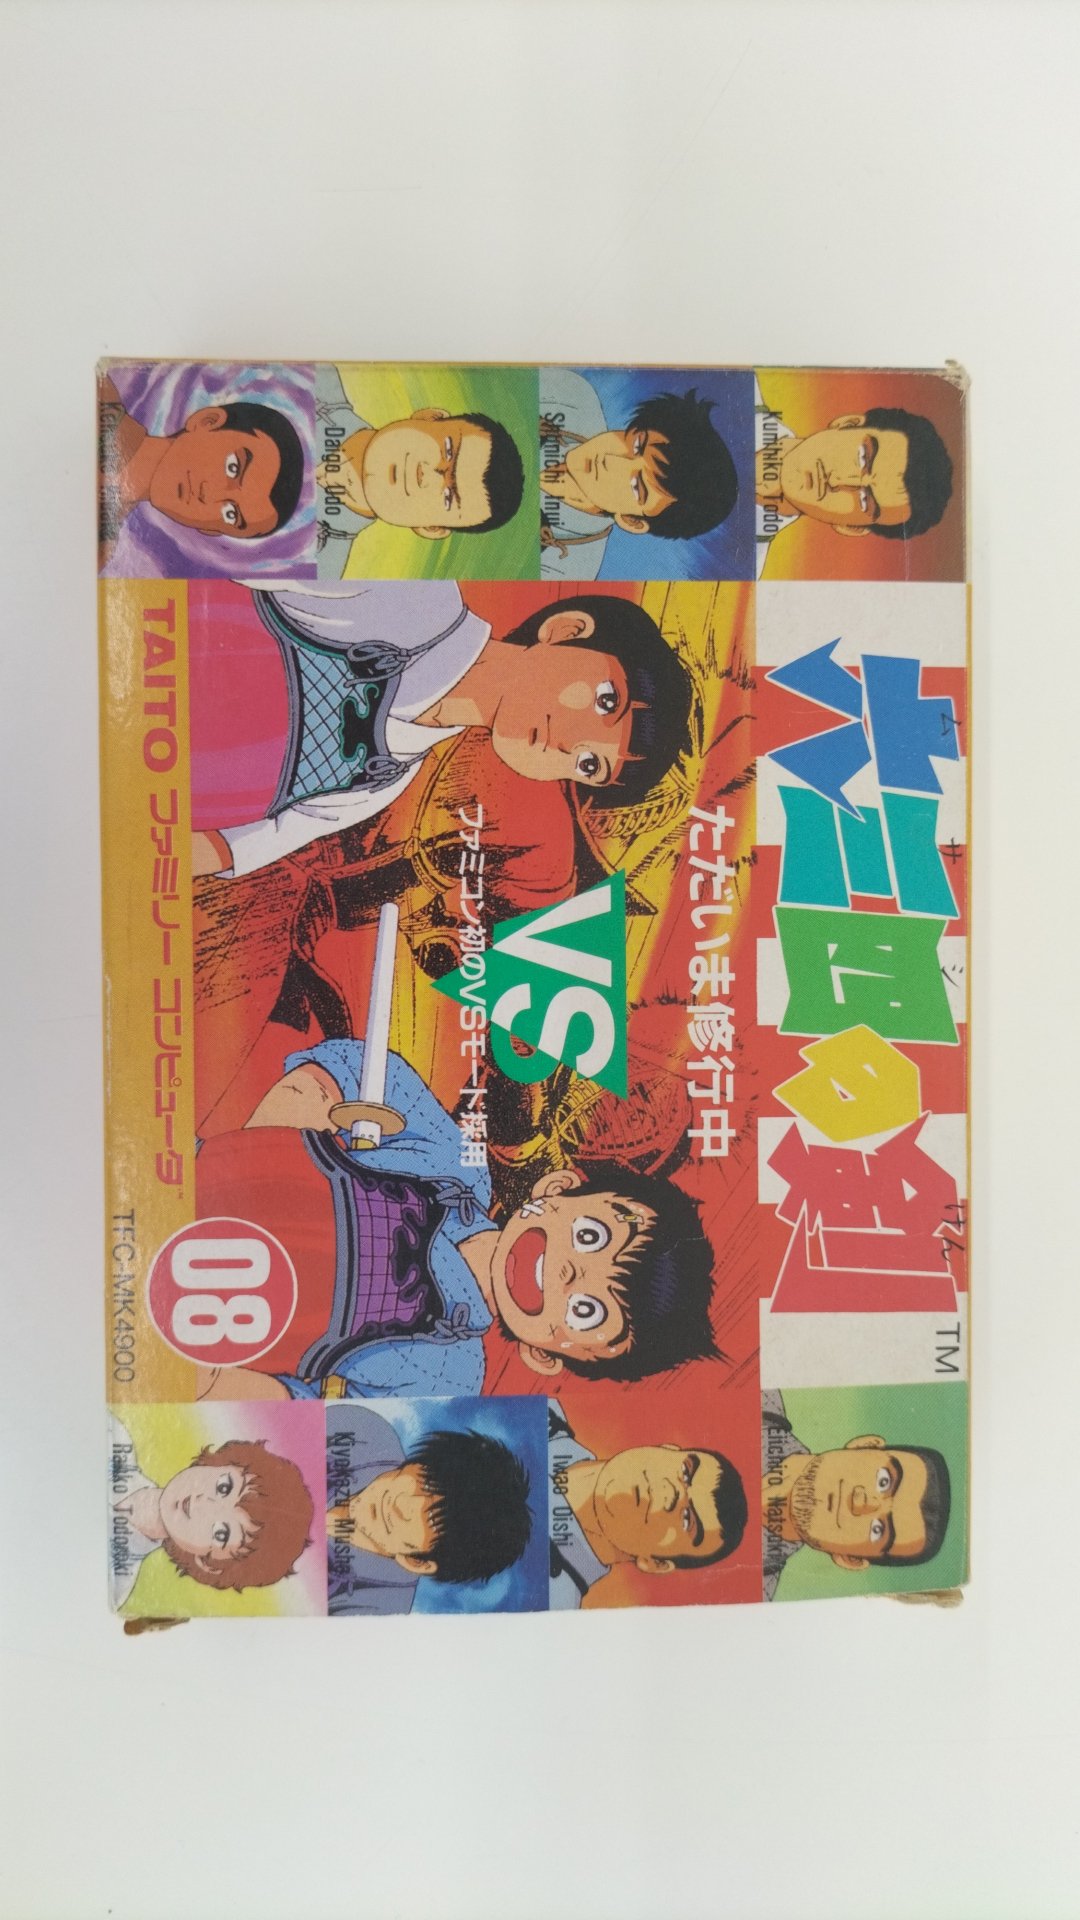 ムサシ けん
六三四の剣 TM
ただいま修行中
VS
ファミコン初のVSモード採用
Kunihiko Todo
Inui
Daigo Udo
Eiichiro Natsuki
Iwao Oishi
Kiyokazu Musha
Ranko Todoroki
08
TAITO ファミリー コンピュータ™
TFC-MK4900